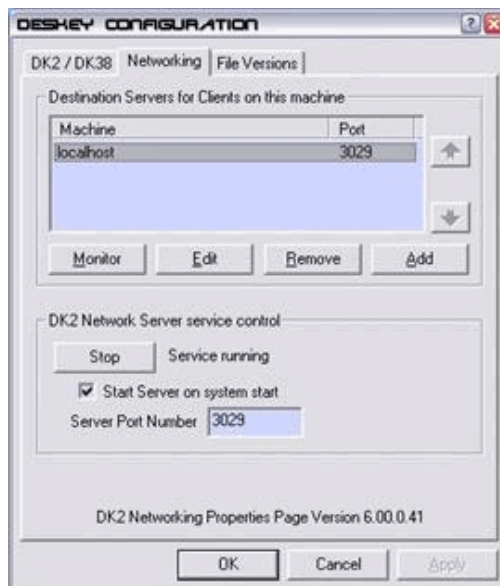 DESKEY CONFIGURATION
DK2 / DK38 Networking File Versions
Destination Servers for Clients on this machine
Machine Port
localhost 3029
Monitor Edit Remove Add
DK2 Network Server service control
Stop Service running
Start Server on system start
Server Port Number 3029
DK2 Networking Properties Page Version 6.00.0.41
OK Cancel Apply